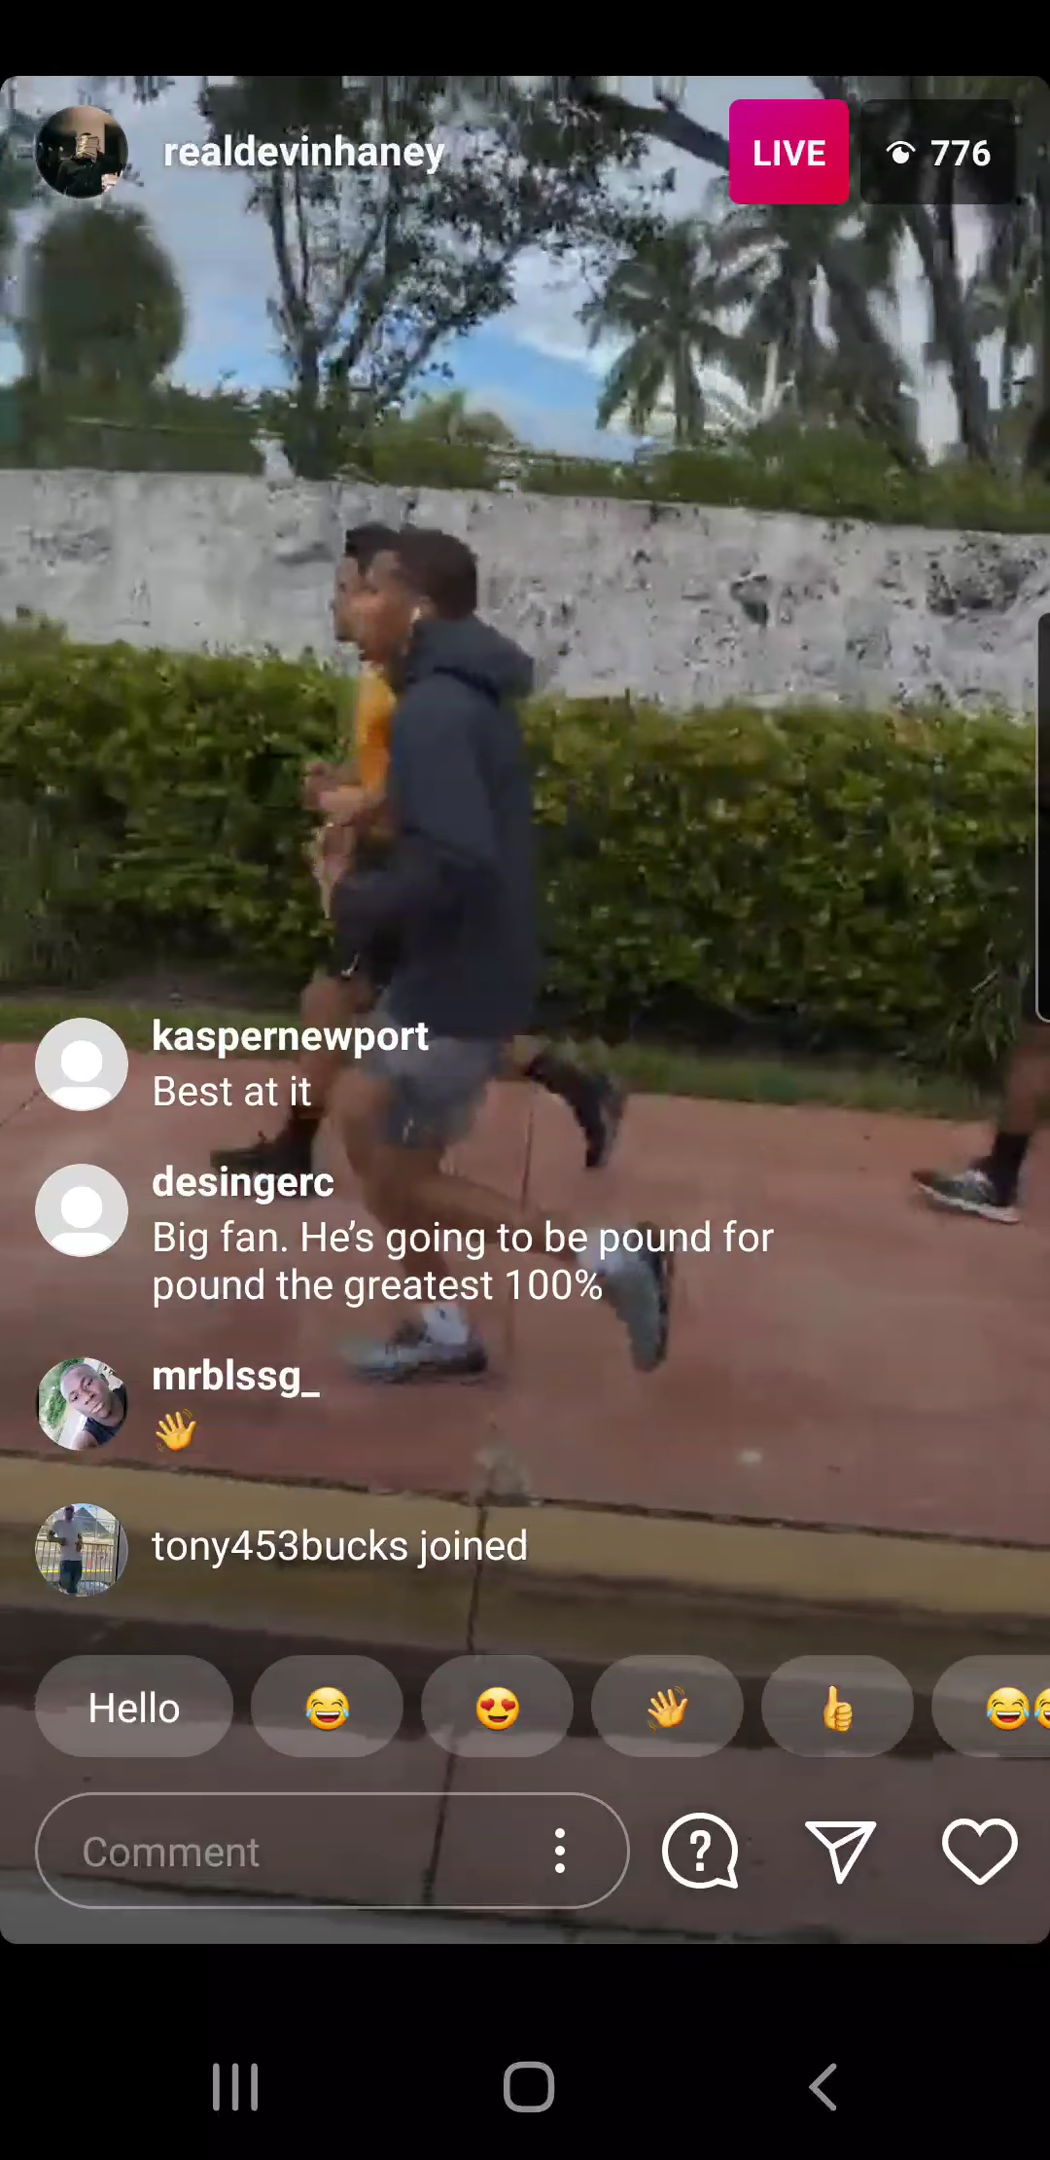 realdevinhaney
LIVE
776
kaspernewport
Best at it
desingerc
Big fan. He’s going to be pound for
pound the greatest 100%
mrblssg_
👋
tony453bucks joined
Hello 😂 😍 👋 👍 😂😂
Comment